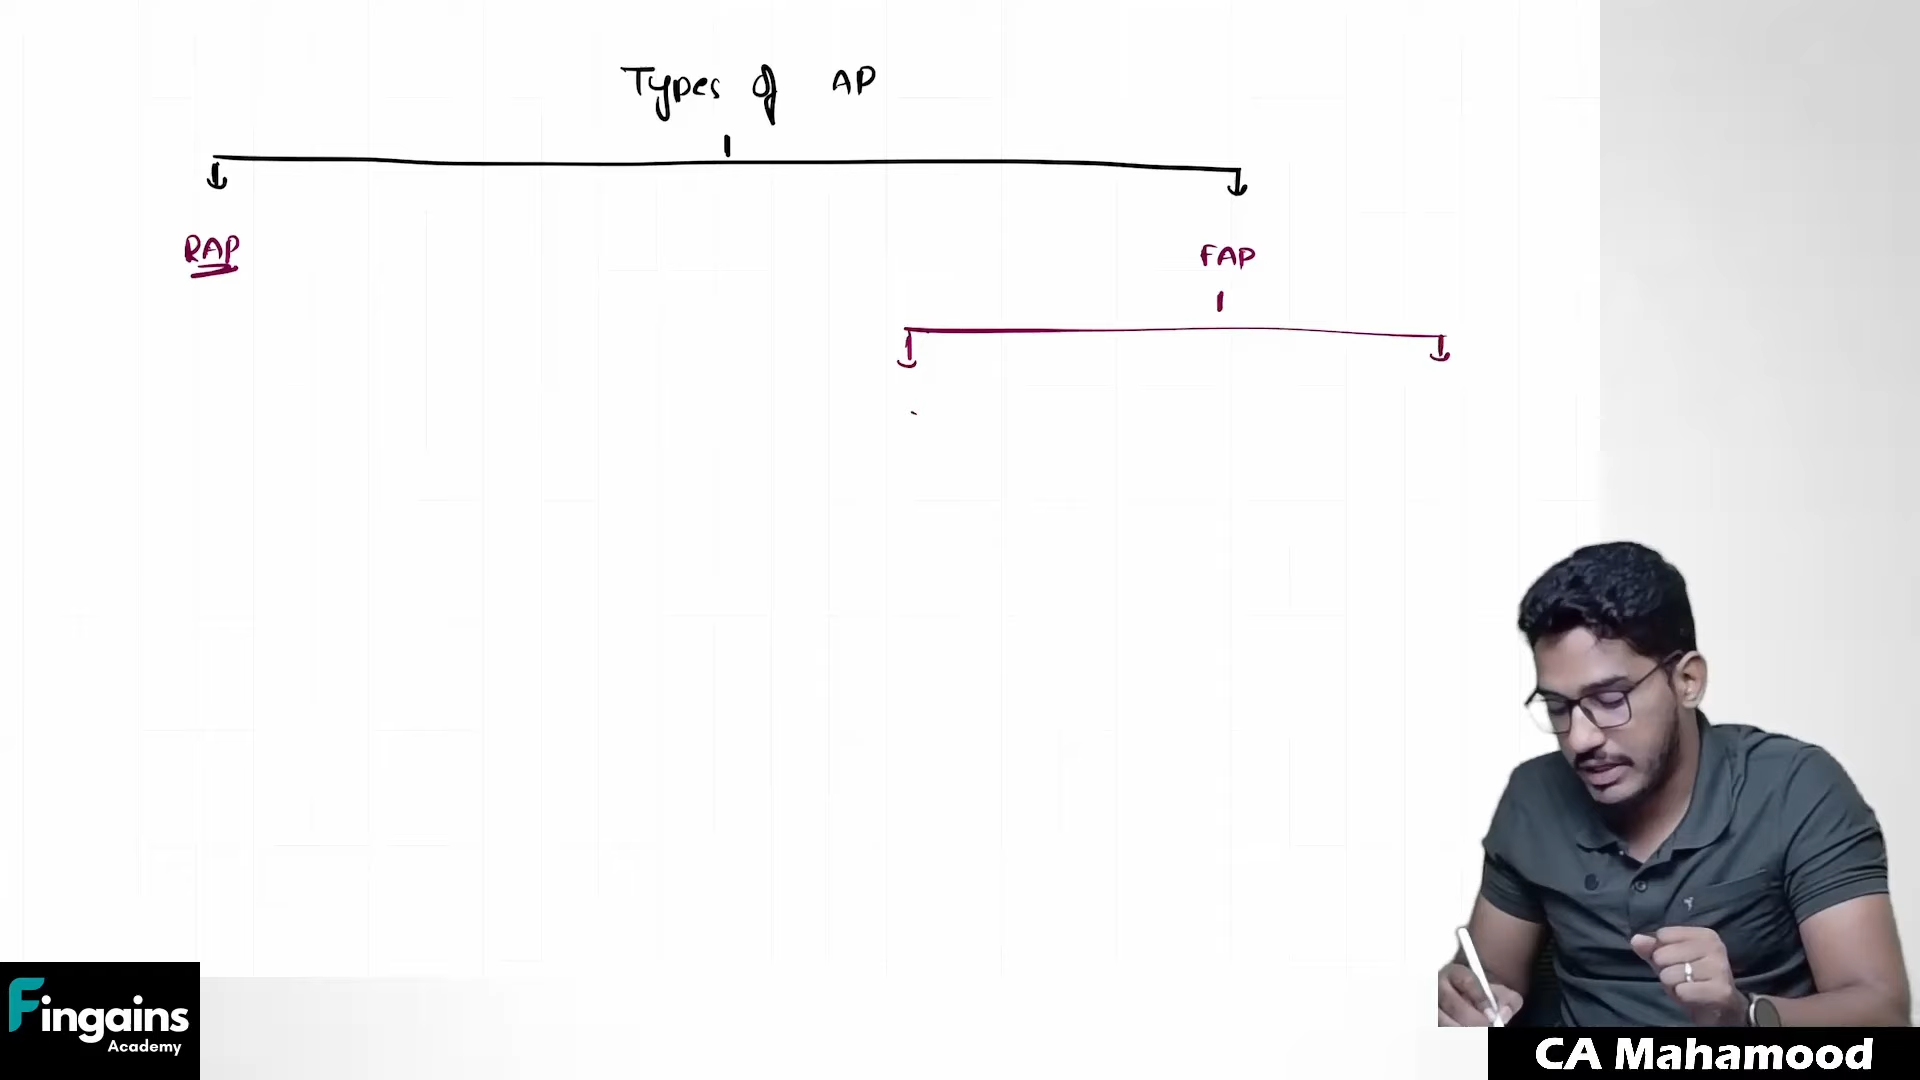 Types of AP
RAP
FAP
Fingains
Academy
CA Mahamood